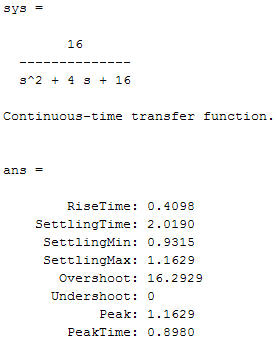 sys =
16
--------------
s^2 + 4 s + 16
Continuous-time transfer function.
ans =
RiseTime: 0.4098
SettlingTime: 2.0190
SettlingMin: 0.9315
SettlingMax: 1.1629
Overshoot: 16.2929
Undershoot: 0
Peak: 1.1629
PeakTime: 0.8980